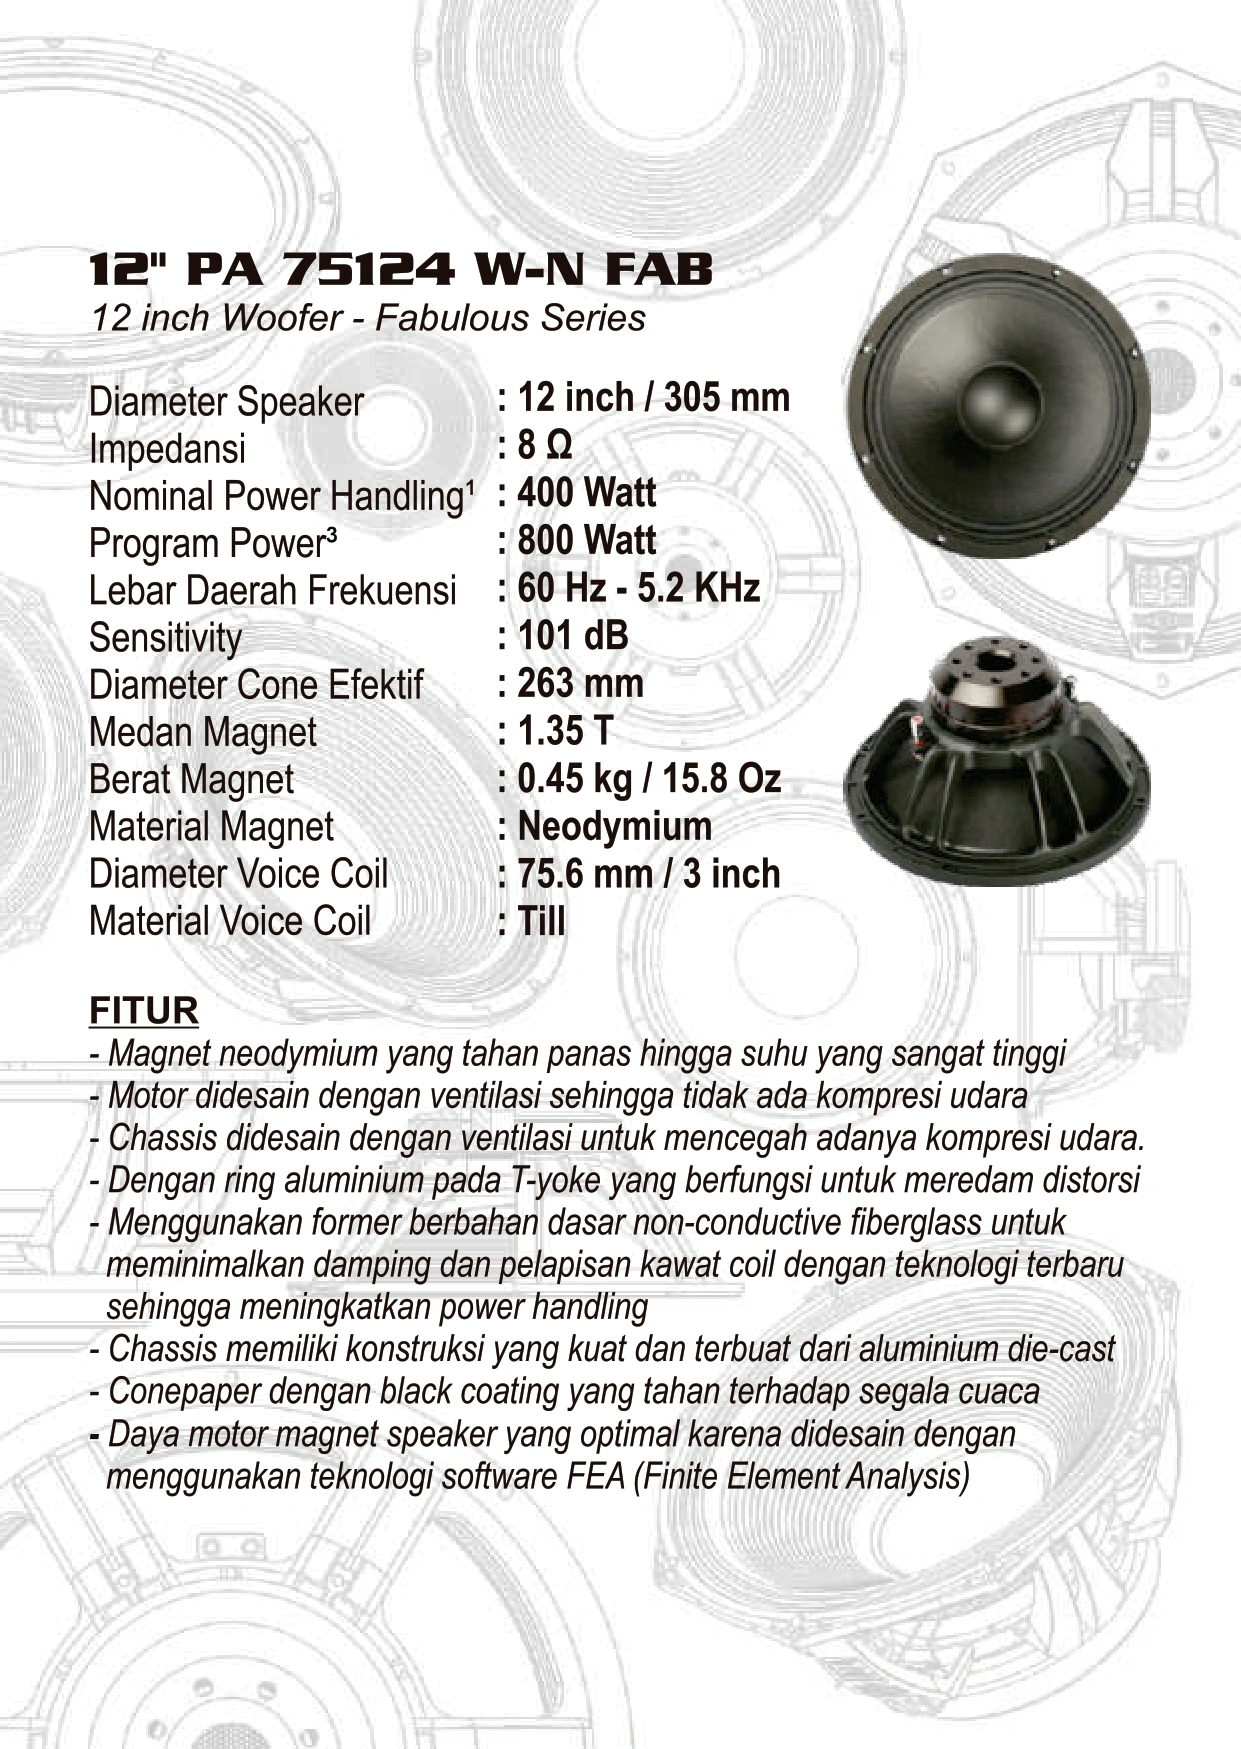 12" PA 75124 W-N FAB
12 inch Woofer - Fabulous Series
Diameter Speaker : 12 inch / 305 mm
Impedansi : 8 Ω
Nominal Power Handling¹ : 400 Watt
Program Power³ : 800 Watt
Lebar Daerah Frekuensi : 60 Hz - 5.2 KHz
Sensitivity : 101 dB
Diameter Cone Efektif : 263 mm
Medan Magnet : 1.35 T
Berat Magnet : 0.45 kg / 15.8 Oz
Material Magnet : Neodymium
Diameter Voice Coil : 75.6 mm / 3 inch
Material Voice Coil : Till
FITUR
- Magnet neodymium yang tahan panas hingga suhu yang sangat tinggi
- Motor didesain dengan ventilasi sehingga tidak ada kompresi udara
- Chassis didesain dengan ventilasi untuk mencegah adanya kompresi udara.
- Dengan ring aluminium pada T-yoke yang berfungsi untuk meredam distorsi
- Menggunakan former berbahan dasar non-conductive fiberglass untuk
meminimalkan damping dan pelapisan kawat coil dengan teknologi terbaru
sehingga meningkatkan power handling
- Chassis memiliki konstruksi yang kuat dan terbuat dari aluminium die-cast
- Conepaper dengan black coating yang tahan terhadap segala cuaca
- Daya motor magnet speaker yang optimal karena didesain dengan
menggunakan teknologi software FEA (Finite Element Analysis)